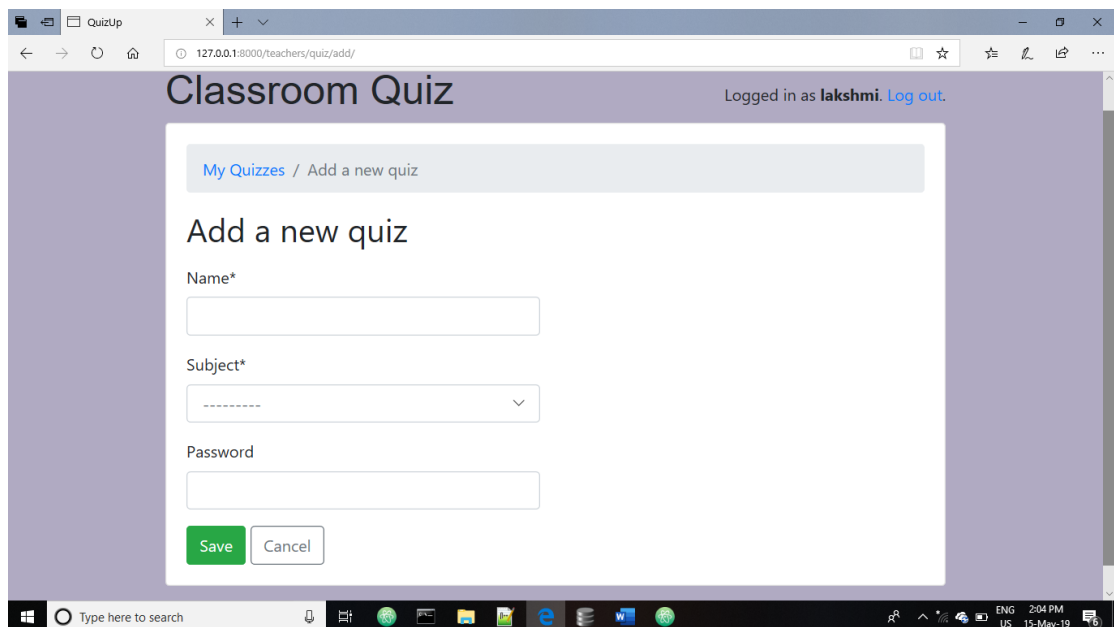 QuizUp
127.0.0.1:8000/teachers/quiz/add/
Classroom Quiz
Logged in as lakshmi. Log out.
My Quizzes / Add a new quiz
Add a new quiz
Name*
Subject*
---------
Password
Save Cancel
Type here to search
ENG 2:04 PM
US 15-May-19